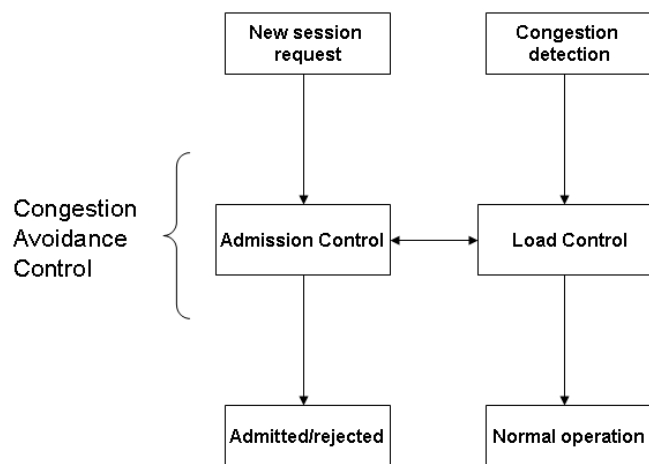 New session
request
Congestion
detection
Congestion
Avoidance
Control
Admission Control
Load Control
Admitted/rejected
Normal operation